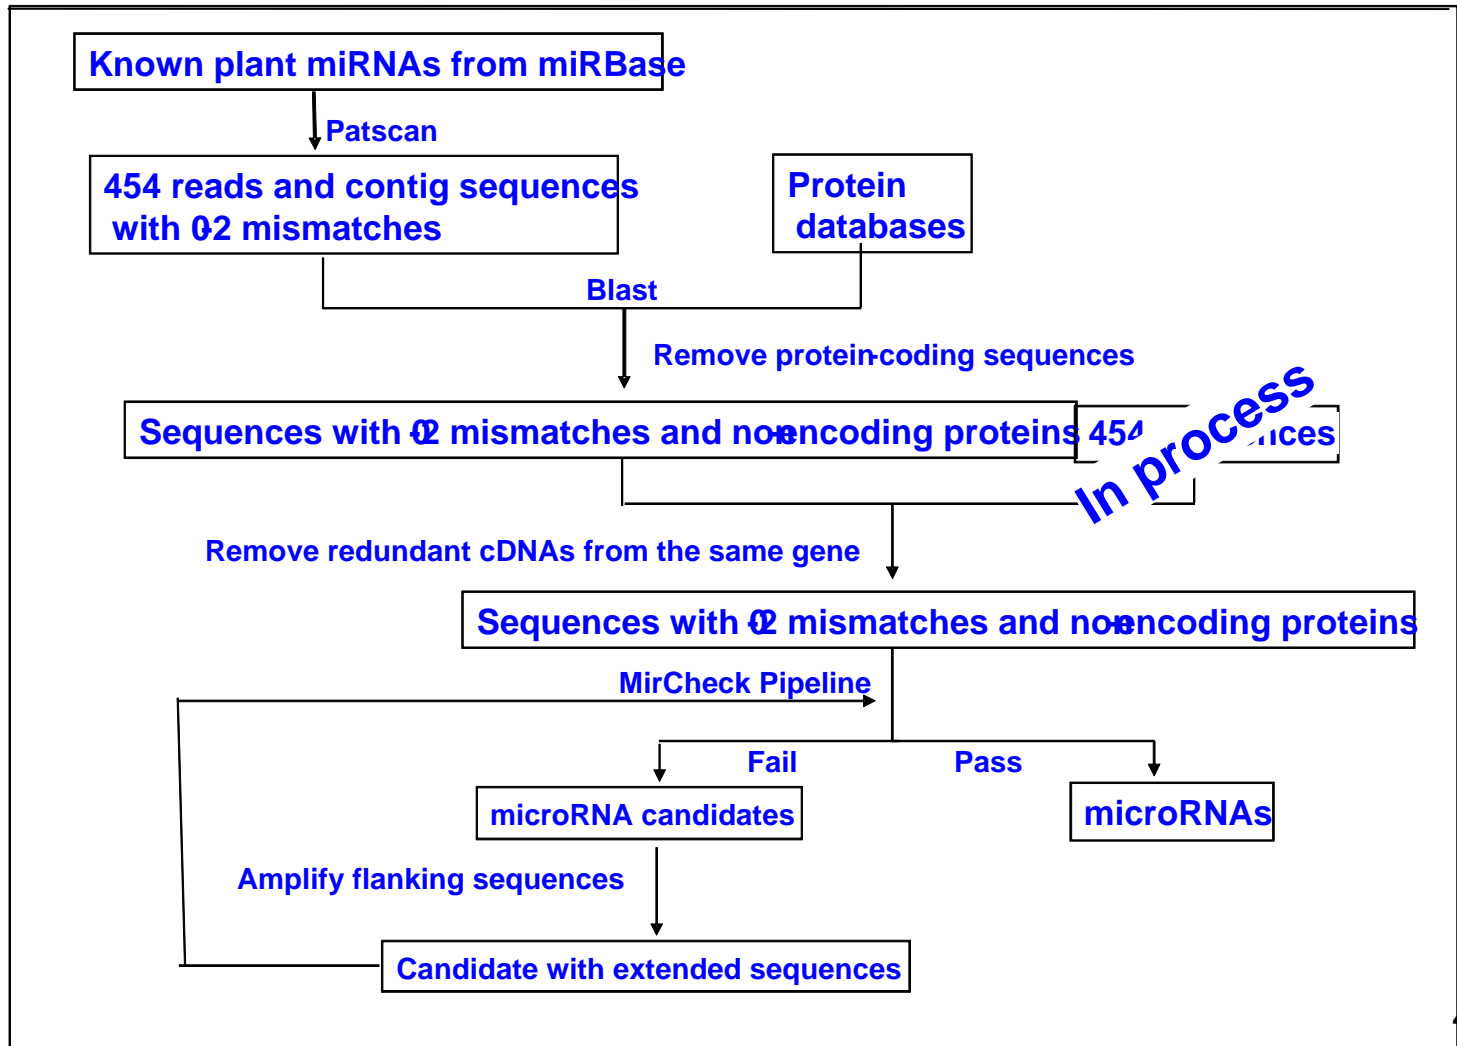 Known plant miRNAs from miRBase
Patscan
454 reads and contig sequences
with 0-2 mismatches
Protein
databases
Blast
Remove protein-coding sequences
Sequences with 0-2 mismatches and non-encoding proteins
454
In process
Remove redundant cDNAs from the same gene
Sequences with 0-2 mismatches and non-encoding proteins
MirCheck Pipeline
Fail
Pass
microRNA candidates
microRNAs
Amplify flanking sequences
Candidate with extended sequences